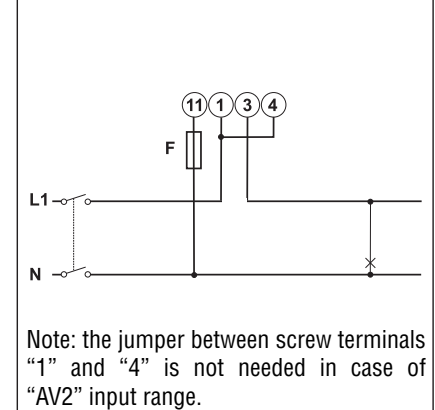 11 1 3 4
F
L1
N
Note: the jumper between screw terminals
“1” and “4” is not needed in case of
“AV2” input range.